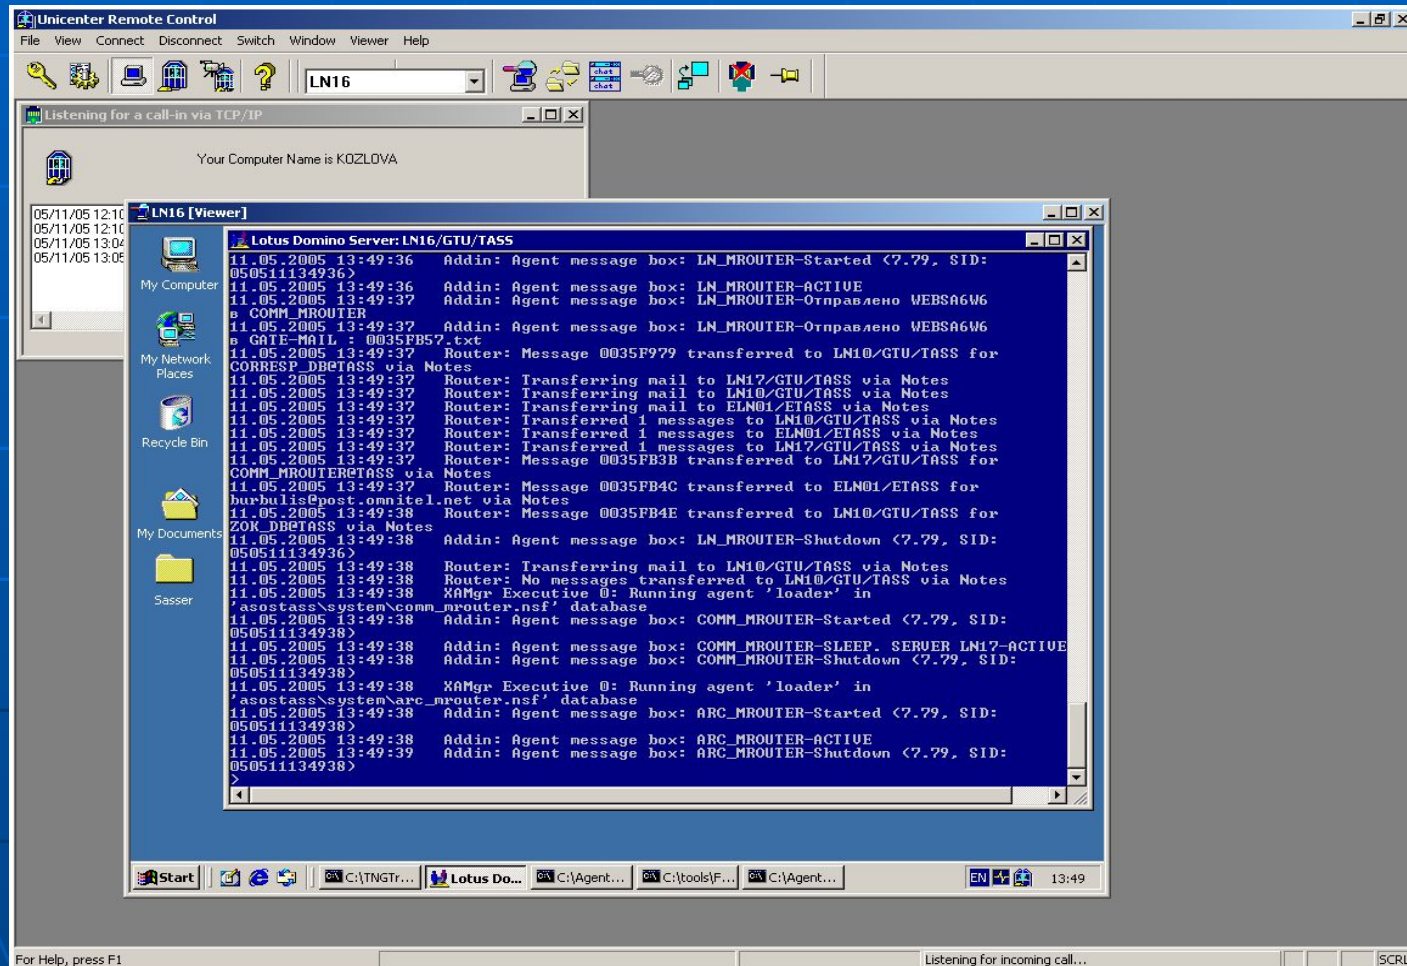 Unicenter Remote Control
File View Connect Disconnect Switch Window Viewer Help
LN16
chat
chat
Listening for a call-in via TCP/IP
Your Computer Name is KOZLOVA
05/11/05 12:10
05/11/05 12:10
05/11/05 13:04
05/11/05 13:05
LN16 [Viewer]
My Computer
My Network
Places
Recycle Bin
My Documents
Sasser
Lotus Domino Server: LN16/GTU/TASS
11.05.2005 13:49:36 Addin: Agent message box: LN_MROUTER-Started (7.79, SID:
050511134936)
11.05.2005 13:49:36 Addin: Agent message box: LN_MROUTER-ACTIVE
11.05.2005 13:49:37 Addin: Agent message box: LN_MROUTER-Отправлено WEBSA6W6
в COMM_MROUTER
11.05.2005 13:49:37 Addin: Agent message box: LN_MROUTER-Отправлено WEBSA6W6
в GATE-MAIL : 0035FB57.txt
11.05.2005 13:49:37 Router: Message 0035F979 transferred to LN10/GTU/TASS for
CORRESP_DB@TASS via Notes
11.05.2005 13:49:37 Router: Transferring mail to LN17/GTU/TASS via Notes
11.05.2005 13:49:37 Router: Transferring mail to LN10/GTU/TASS via Notes
11.05.2005 13:49:37 Router: Transferring mail to ELN01/ETASS via Notes
11.05.2005 13:49:37 Router: Transferred 1 messages to LN10/GTU/TASS via Notes
11.05.2005 13:49:37 Router: Transferred 1 messages to ELN01/ETASS via Notes
11.05.2005 13:49:37 Router: Transferred 1 messages to LN17/GTU/TASS via Notes
11.05.2005 13:49:37 Router: Message 0035FB3B transferred to LN17/GTU/TASS for
COMM_MROUTER@TASS via Notes
11.05.2005 13:49:37 Router: Message 0035FB4C transferred to ELN01/ETASS for
burbulis@post.omnitel.net via Notes
11.05.2005 13:49:38 Router: Message 0035FB4E transferred to LN10/GTU/TASS for
ZOK_DB@TASS via Notes
11.05.2005 13:49:38 Addin: Agent message box: LN_MROUTER-Shutdown (7.79, SID:
050511134936)
11.05.2005 13:49:38 Router: Transferring mail to LN10/GTU/TASS via Notes
11.05.2005 13:49:38 Router: No messages transferred to LN10/GTU/TASS via Notes
11.05.2005 13:49:38 XAMgr Executive 0: Running agent 'loader' in
'asostass\system\comm_mrouter.nsf' database
11.05.2005 13:49:38 Addin: Agent message box: COMM_MROUTER-Started (7.79, SID:
050511134938)
11.05.2005 13:49:38 Addin: Agent message box: COMM_MROUTER-SLEEP. SERVER LN17-ACTIVE
11.05.2005 13:49:38 Addin: Agent message box: COMM_MROUTER-Shutdown (7.79, SID:
050511134938)
11.05.2005 13:49:38 XAMgr Executive 0: Running agent 'loader' in
'asostass\system\arc_mrouter.nsf' database
11.05.2005 13:49:38 Addin: Agent message box: ARC_MROUTER-Started (7.79, SID:
050511134938)
11.05.2005 13:49:38 Addin: Agent message box: ARC_MROUTER-ACTIVE
11.05.2005 13:49:39 Addin: Agent message box: ARC_MROUTER-Shutdown (7.79, SID:
050511134938)
>
Start C:\TNGTr... Lotus Do... C:\Agent... C:\tools\F... C:\Agent... EN 13:49
For Help, press F1 Listening for incoming call... SCRL